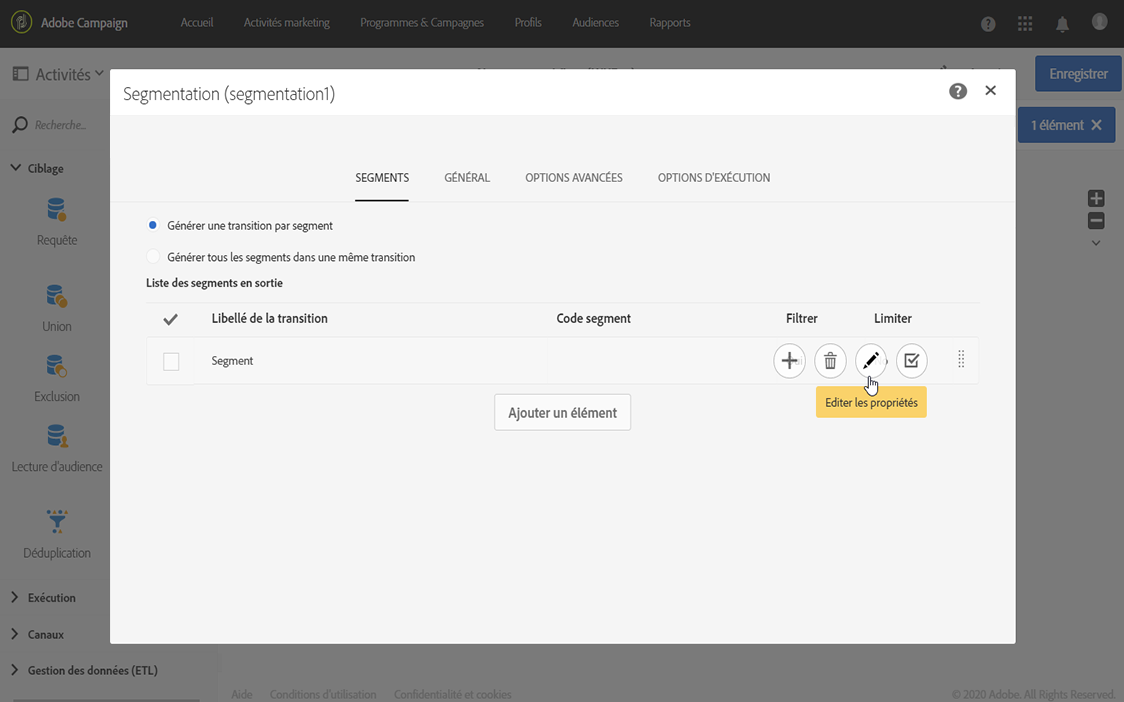 Adobe Campaign
Accueil
Activités marketing
Programmes & Campagnes
Profils
Audiences
Rapports
Activités
Enregistrer
Segmentation (segmentation1)
Recherche...
1 élément
Ciblage
SEGMENTS
GÉNÉRAL
OPTIONS AVANCÉES
OPTIONS D'EXÉCUTION
Générer une transition par segment
Requête
Générer tous les segments dans une même transition
Liste des segments en sortie
Libellé de la transition
Code segment
Filtrer
Limiter
Union
Segment
Exclusion
Editer les propriétés
Ajouter un élément
Lecture d'audience
Déduplication
Exécution
Canaux
Gestion des données (ETL)
Aide
Conditions d'utilisation
Confidentialité et cookies
© 2020 Adobe. All Rights Reserved.